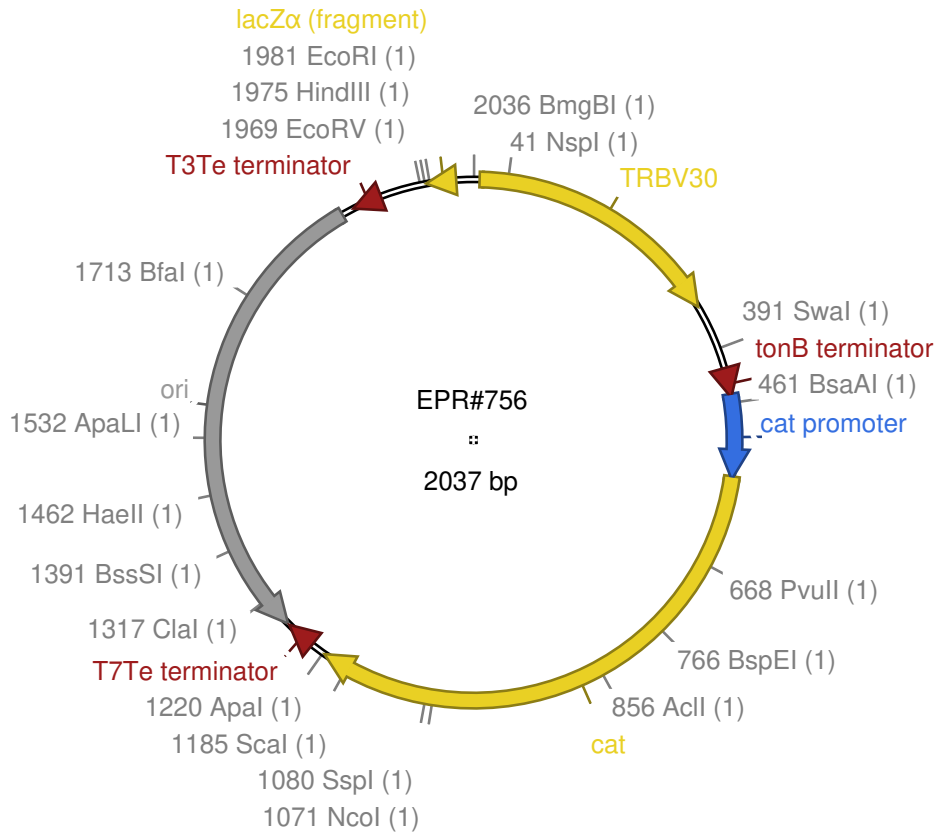 lacZα (fragment)
1981 EcoRI (1)
1975 HindIII (1)
1969 EcoRV (1)
T3Te terminator
2036 BmgBI (1)
41 NspI (1)
TRBV30
1713 BfaI (1)
391 SwaI (1)
tonB terminator
461 BsaAI (1)
cat promoter
ori
1532 ApaLI (1)
EPR#756
2037 bp
1462 HaeII (1)
1391 BssSI (1)
1317 ClaI (1)
T7Te terminator
1220 ApaI (1)
1185 ScaI (1)
1080 SspI (1)
1071 NcoI (1)
668 PvuII (1)
766 BspEI (1)
856 AclI (1)
cat